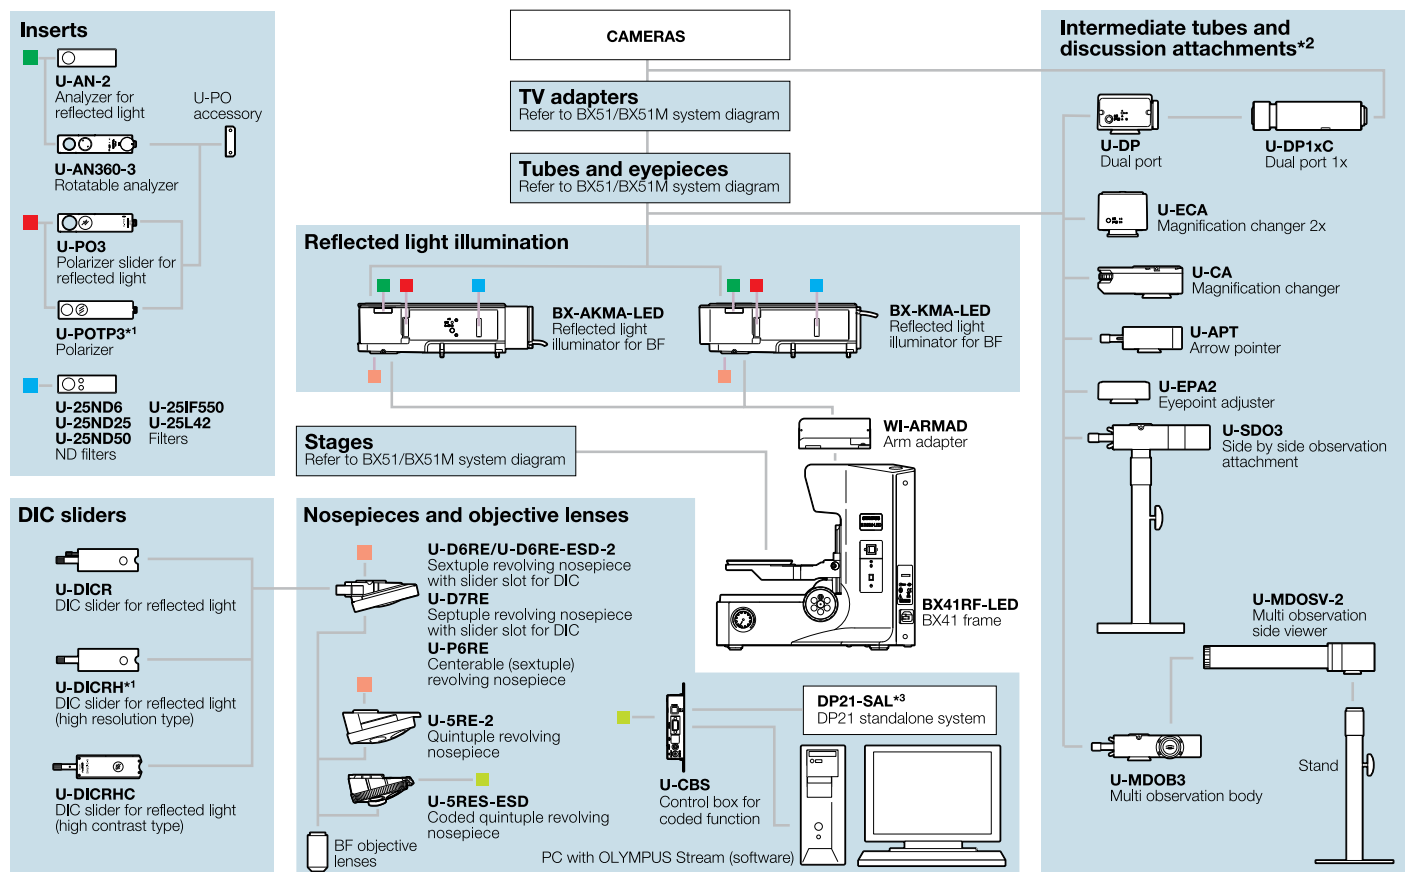 Inserts
U-AN-2
Analyzer for
reflected light
U-PO
accessory
U-AN360-3
Rotatable analyzer
U-PO3
Polarizer slider for
reflected light
U-POTP3*1
Polarizer
U-25ND6
U-25ND25
U-25ND50
ND filters
U-25IF550
U-25L42
Filters
DIC sliders
U-DICR
DIC slider for reflected light
U-DICRH*1
DIC slider for reflected light
(high resolution type)
U-DICRHC
DIC slider for reflected light
(high contrast type)
CAMERAS
TV adapters
Refer to BX51/BX51M system diagram
Tubes and eyepieces
Refer to BX51/BX51M system diagram
Reflected light illumination
BX-AKMA-LED
Reflected light
illuminator for BF
BX-KMA-LED
Reflected light
illuminator for BF
WI-ARMAD
Arm adapter
Stages
Refer to BX51/BX51M system diagram
BX41RF-LED
BX41 frame
Nosepieces and objective lenses
U-D6RE/U-D6RE-ESD-2
Sextuple revolving nosepiece
with slider slot for DIC
U-D7RE
Septuple revolving nosepiece
with slider slot for DIC
U-P6RE
Centerable (sextuple)
revolving nosepiece
U-5RE-2
Quintuple revolving
nosepiece
U-5RES-ESD
Coded quintuple revolving
nosepiece
BF objective
lenses
U-CBS
Control box for
coded function
DP21-SAL*3
DP21 standalone system
PC with OLYMPUS Stream (software)
Intermediate tubes and
discussion attachments*2
U-DP
Dual port
U-DP1xC
Dual port 1x
U-ECA
Magnification changer 2x
U-CA
Magnification changer
U-APT
Arrow pointer
U-EPA2
Eyepoint adjuster
U-SDO3
Side by side observation
attachment
U-MDOSV-2
Multi observation
side viewer
U-MDOB3
Multi observation body
Stand